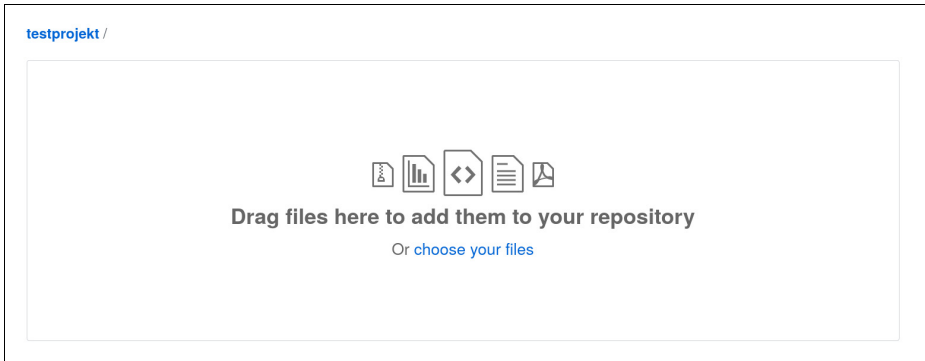 testprojekt /
Drag files here to add them to your repository
Or choose your files